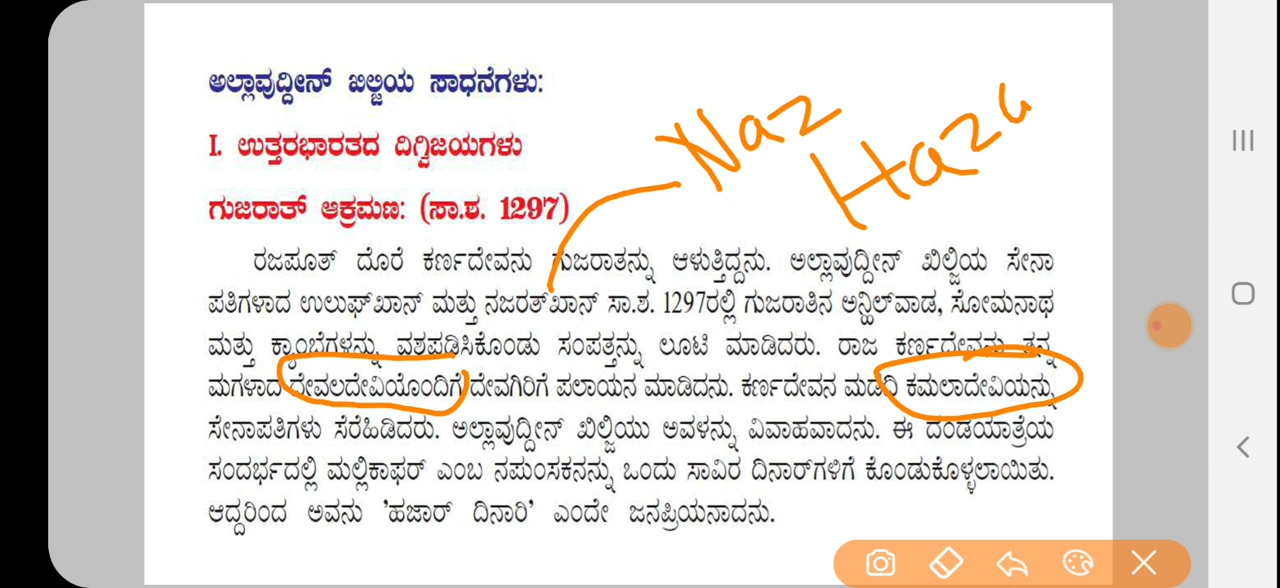 ಅಲ್ಲಾವುದ್ದೀನ್ ಖಿಲ್ಜಿಯ ಸಾಧನೆಗಳು:
I. ಉತ್ತರಭಾರತದ ದಿಗ್ವಿಜಯಗಳು
Naz
Haza
ಗುಜರಾತ್ ಆಕ್ರಮಣ: (ಸಾ.ಶ. 1297)
ರಜಪೂತ್ ದೊರೆ ಕರ್ಣದೇವನು ಗುಜರಾತನ್ನು ಆಳುತ್ತಿದ್ದನು. ಅಲ್ಲಾವುದ್ದೀನ್ ಖಿಲ್ಜಿಯ ಸೇನಾ
ಪತಿಗಳಾದ ಉಲುಫ್‌ಖಾನ್ ಮತ್ತು ನಜರತ್‌ಖಾನ್ ಸಾ.ಶ. 1297ರಲ್ಲಿ ಗುಜರಾತಿನ ಅನ್ಹಿಲ್‌ವಾಡ, ಸೋಮನಾಥ
ಮತ್ತು ಕ್ಯಾಂಬೆಗಳನ್ನು ವಶಪಡಿಸಿಕೊಂಡು ಸಂಪತ್ತನ್ನು ಲೂಟಿ ಮಾಡಿದರು. ರಾಜ ಕರ್ಣದೇವನು ತನ್ನ
ಮಗಳಾದ ದೇವಲದೇವಿಯೊಂದಿಗೆ ದೇವಗಿರಿಗೆ ಪಲಾಯನ ಮಾಡಿದನು. ಕರ್ಣದೇವನ ಮಡದಿ ಕಮಲಾದೇವಿಯನ್ನು
ಸೇನಾಪತಿಗಳು ಸೆರೆಹಿಡಿದರು. ಅಲ್ಲಾವುದ್ದೀನ್ ಖಿಲ್ಜಿಯು ಅವಳನ್ನು ವಿವಾಹವಾದನು. ಈ ದಂಡಯಾತ್ರೆಯ
ಸಂದರ್ಭದಲ್ಲಿ ಮಲ್ಲಿಕಾಫರ್ ಎಂಬ ನಪುಂಸಕನನ್ನು ಒಂದು ಸಾವಿರ ದಿನಾರ್‌ಗಳಿಗೆ ಕೊಂಡುಕೊಳ್ಳಲಾಯಿತು.
ಆದ್ದರಿಂದ ಅವನು 'ಹಜಾರ್ ದಿನಾರಿ' ಎಂದೇ ಜನಪ್ರಿಯನಾದನು.